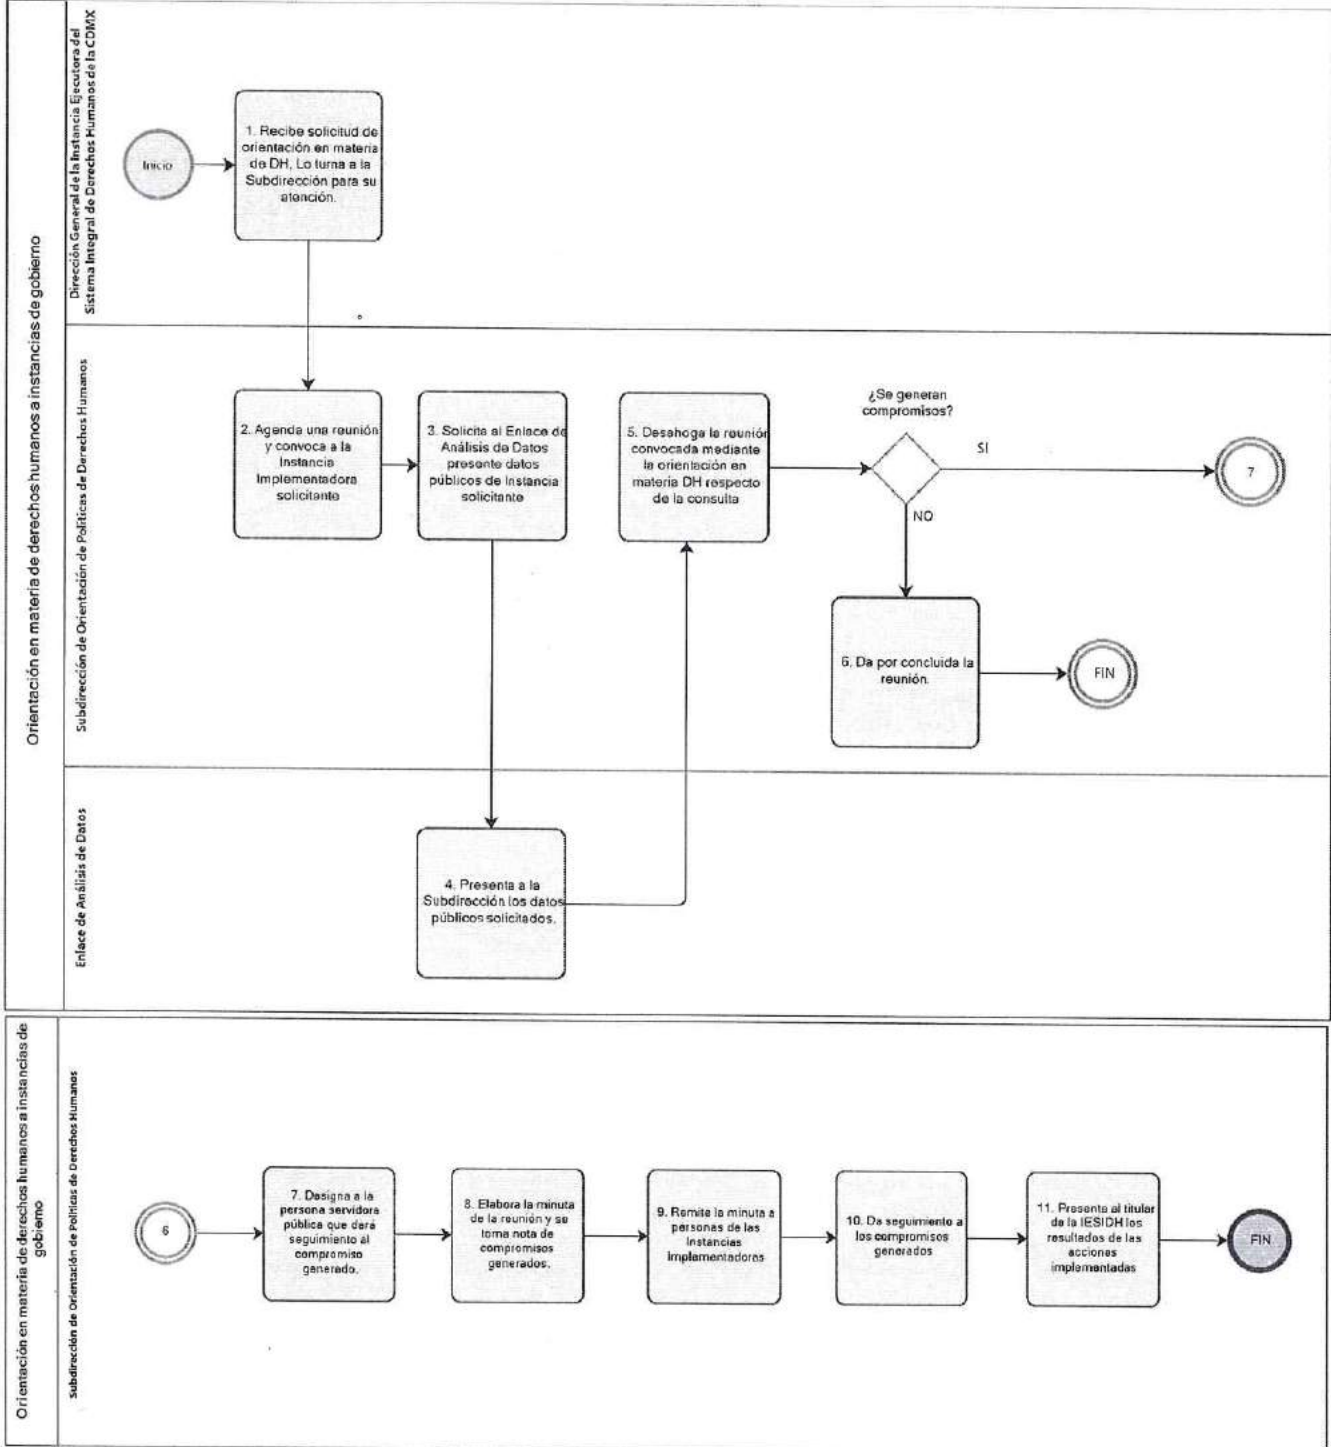 Orientación en materia de derechos humanos a instancias de gobierno
Dirección General de la Instancia Ejecutora del
Sistema Integral de Derechos Humanos de la CDMX
Inicio
1. Recibe solicitud de
orientación en materia
de DH, Lo turna a la
Subdirección para su
atención.
Subdirección de Orientación de Políticas de Derechos Humanos
2. Agenda una reunión
y convoca a la
Instancia
Implementadora
solicitante
3. Solicita al Enlace de
Análisis de Datos
presente datos
públicos de Instancia
solicitante
5. Desahoga la reunión
convocada mediante
la orientación en
materia DH respecto
de la consulta
¿Se generan
compromisos?
SI
7
NO
6. Da por concluida la
reunión.
FIN
Enlace de Análisis de Datos
4. Presenta a la
Subdirección los datos
públicos solicitados.
Orientación en materia de derechos humanos a instancias de
gobierno
Subdirección de Orientación de Políticas de Derechos Humanos
6
7. Designa a la
persona servidora
pública que dará
seguimiento al
compromiso
generado.
8. Elabora la minuta
de la reunión y se
toma nota de
compromisos
generados.
9. Remite la minuta a
personas de las
Instancias
Implementadoras
10. Da seguimiento a
los compromisos
generados
11. Presenta al titular
de la IESIDH los
resultados de las
acciones
implementadas
FIN